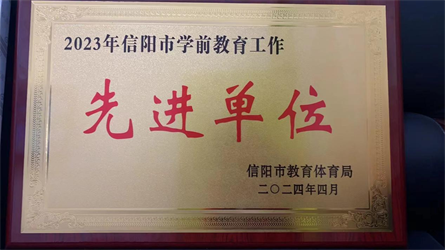 2023年信阳市学前教育工作
先进单位
信阳市教育体育局
二〇二四年四月